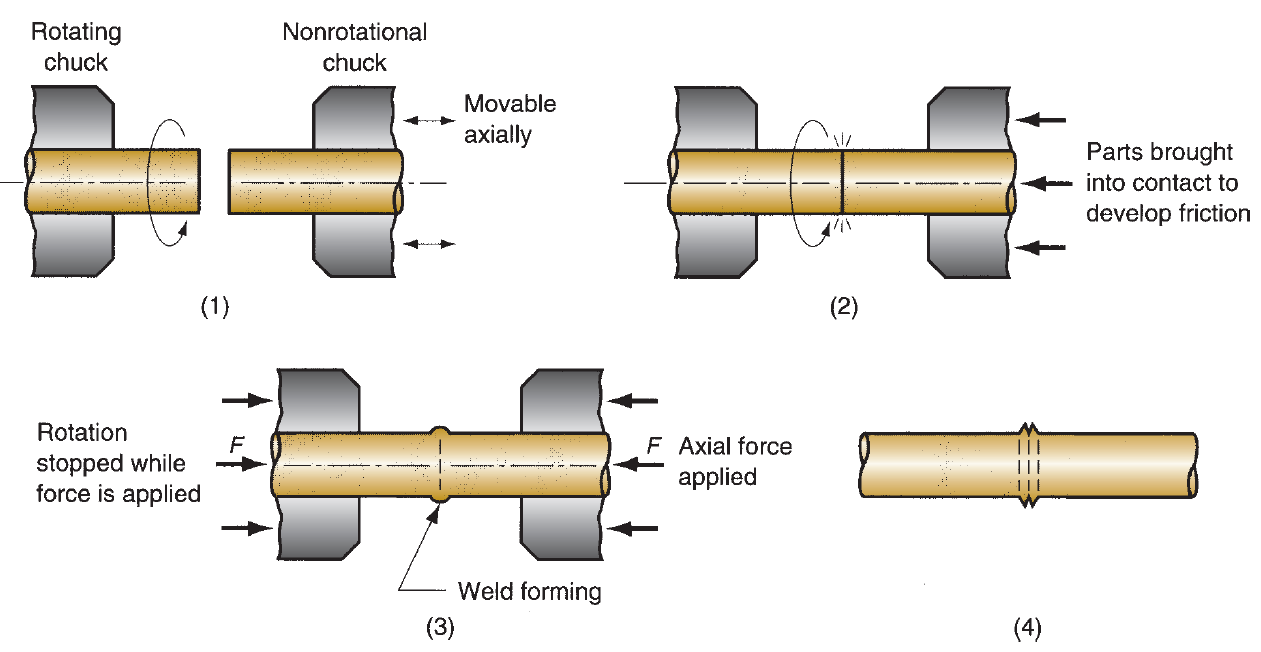 Rotating
chuck
Nonrotational
chuck
Movable
axially
(1)
Parts brought
into contact to
develop friction
(2)
Rotation
stopped while
force is applied
F
F
Axial force
applied
Weld forming
(3)
(4)